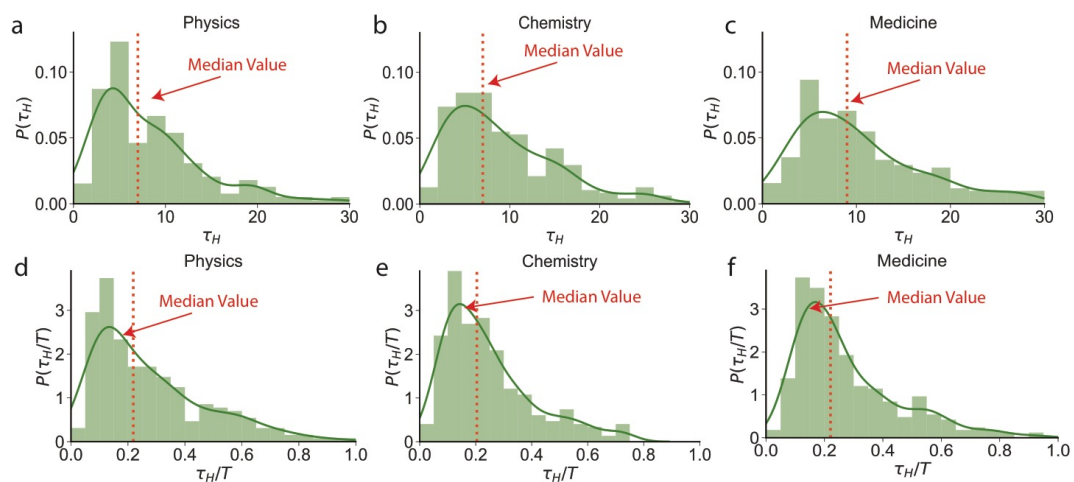 a
Physics
P(τH)
0.10
0.05
0.00
Median Value
0
10
20
30
τH
b
Chemistry
P(τH)
0.10
0.05
0.00
Median Value
0
10
20
30
τH
c
Medicine
P(τH)
0.10
0.05
0.00
Median Value
0
10
20
30
τH
d
Physics
P(τH/T)
3
2
1
0
Median Value
0.0
0.2
0.4
0.6
0.8
1.0
τH/T
e
Chemistry
P(τH/T)
3
2
1
0
Median Value
0.0
0.2
0.4
0.6
0.8
1.0
τH/T
f
Medicine
P(τH/T)
3
2
1
0
Median Value
0.0
0.2
0.4
0.6
0.8
1.0
τH/T